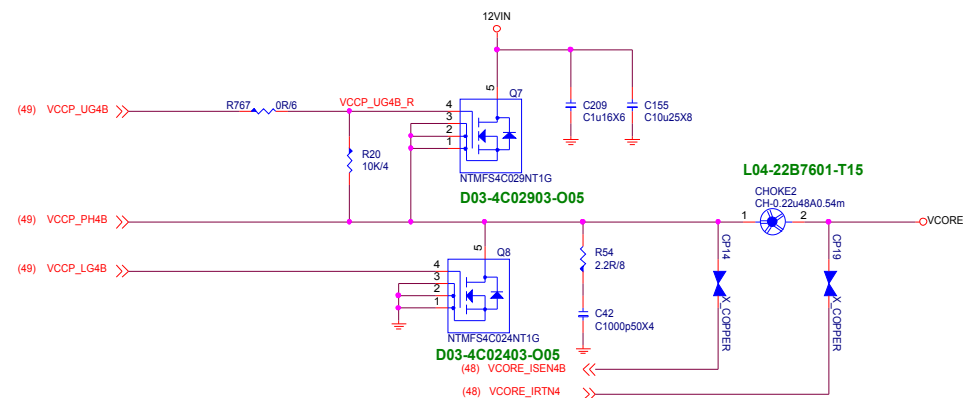 12VIN
5
Q7
(49) VCCP_UG4B
R767
0R/6
VCCP_UG4B_R
4
3
2
1
C209
C1u16X6
C155
C10u25X8
R20
10K/4
NTMFS4C029NT1G
D03-4C02903-O05
L04-22B7601-T15
CHOKE2
CH-0.22u48A0.54m
(49) VCCP_PH4B
1
2
VCORE
5
Q8
(49) VCCP_LG4B
4
3
2
1
R54
2.2R/8
CP14
CP19
C42
C1000p50X4
X_COPPER
X_COPPER
NTMFS4C024NT1G
D03-4C02403-O05
(48) VCORE_ISEN4B
(48) VCORE_IRTN4